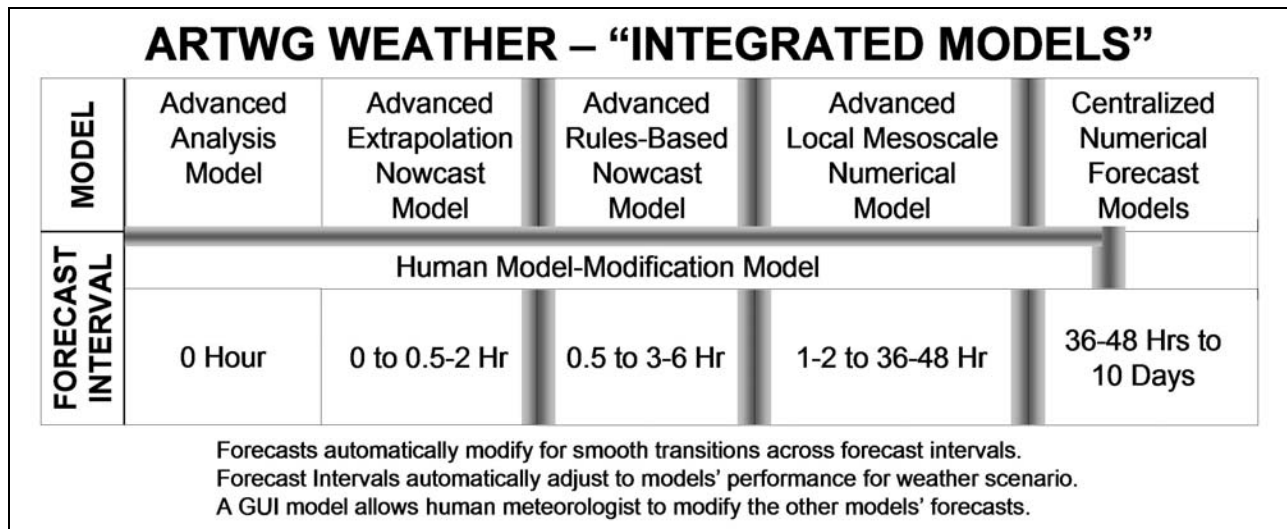 ARTWG WEATHER – “INTEGRATED MODELS”
MODEL
Advanced
Analysis
Model
Advanced
Extrapolation
Nowcast
Model
Advanced
Rules-Based
Nowcast
Model
Advanced
Local Mesoscale
Numerical
Model
Centralized
Numerical
Forecast
Models
Human Model-Modification Model
FORECAST
INTERVAL
0 Hour
0 to 0.5-2 Hr
0.5 to 3-6 Hr
1-2 to 36-48 Hr
36-48 Hrs to
10 Days
Forecasts automatically modify for smooth transitions across forecast intervals.
Forecast Intervals automatically adjust to models’ performance for weather scenario.
A GUI model allows human meteorologist to modify the other models’ forecasts.